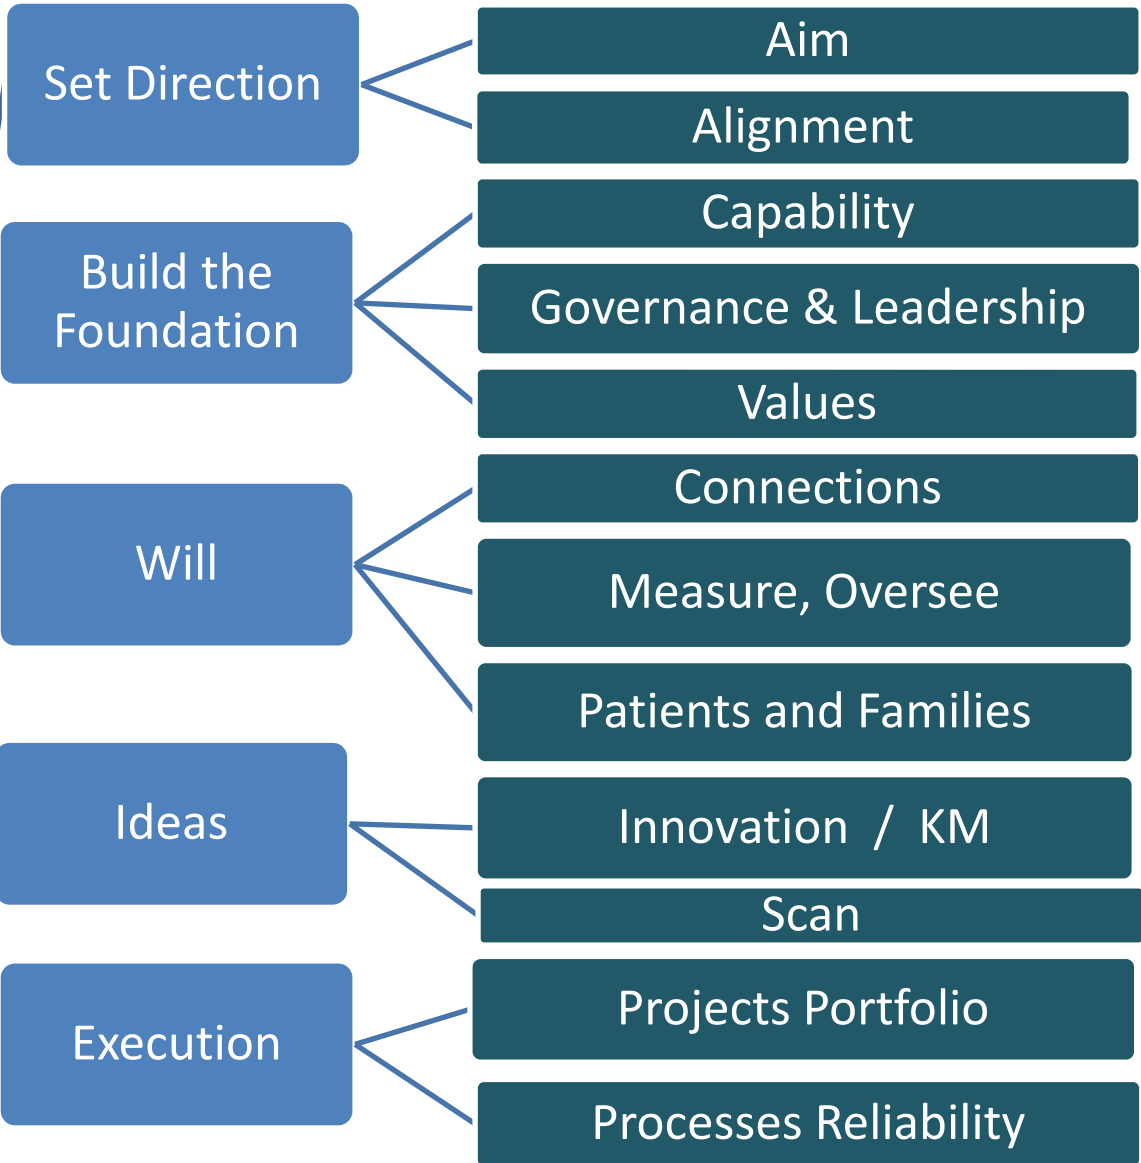 Set Direction
Aim
Alignment
Build the
Foundation
Capability
Governance & Leadership
Values
Will
Connections
Measure, Oversee
Patients and Families
Ideas
Innovation / KM
Scan
Execution
Projects Portfolio
Processes Reliability